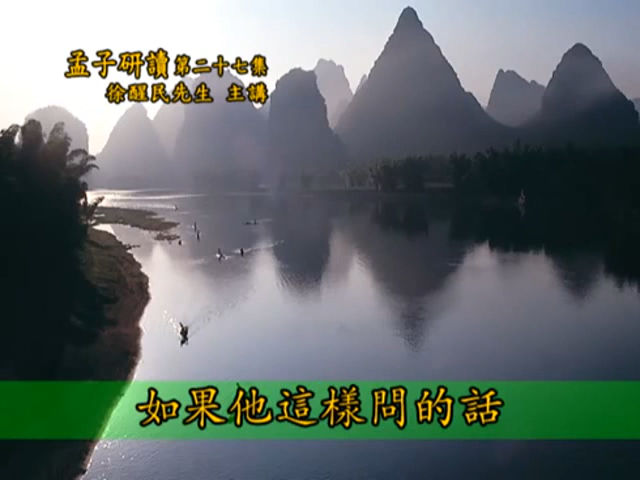 孟子研讀 第二十七集
徐醒民先生 主講
如果他這樣問的話